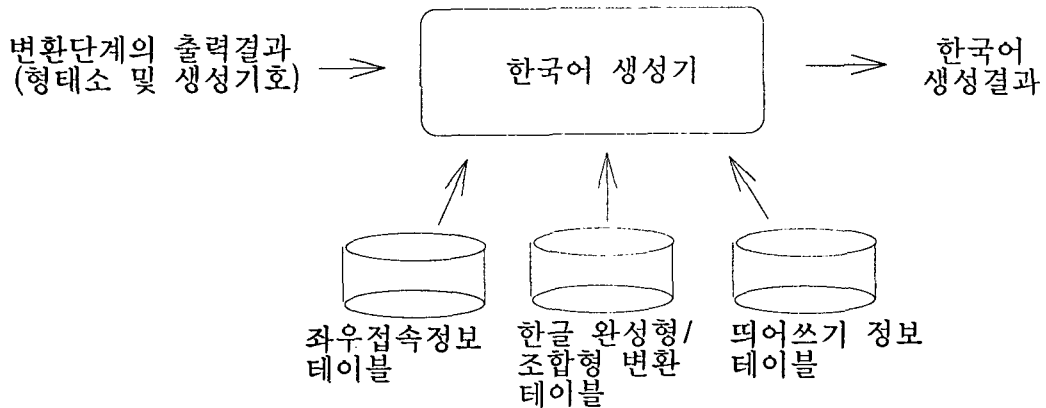 변환단계의 출력결과
(형태소 및 생성기호)
한국어 생성기
한국어
생성결과
좌우접속정보
테이블
한글 완성형/
조합형 변환
테이블
띄어쓰기 정보
테이블